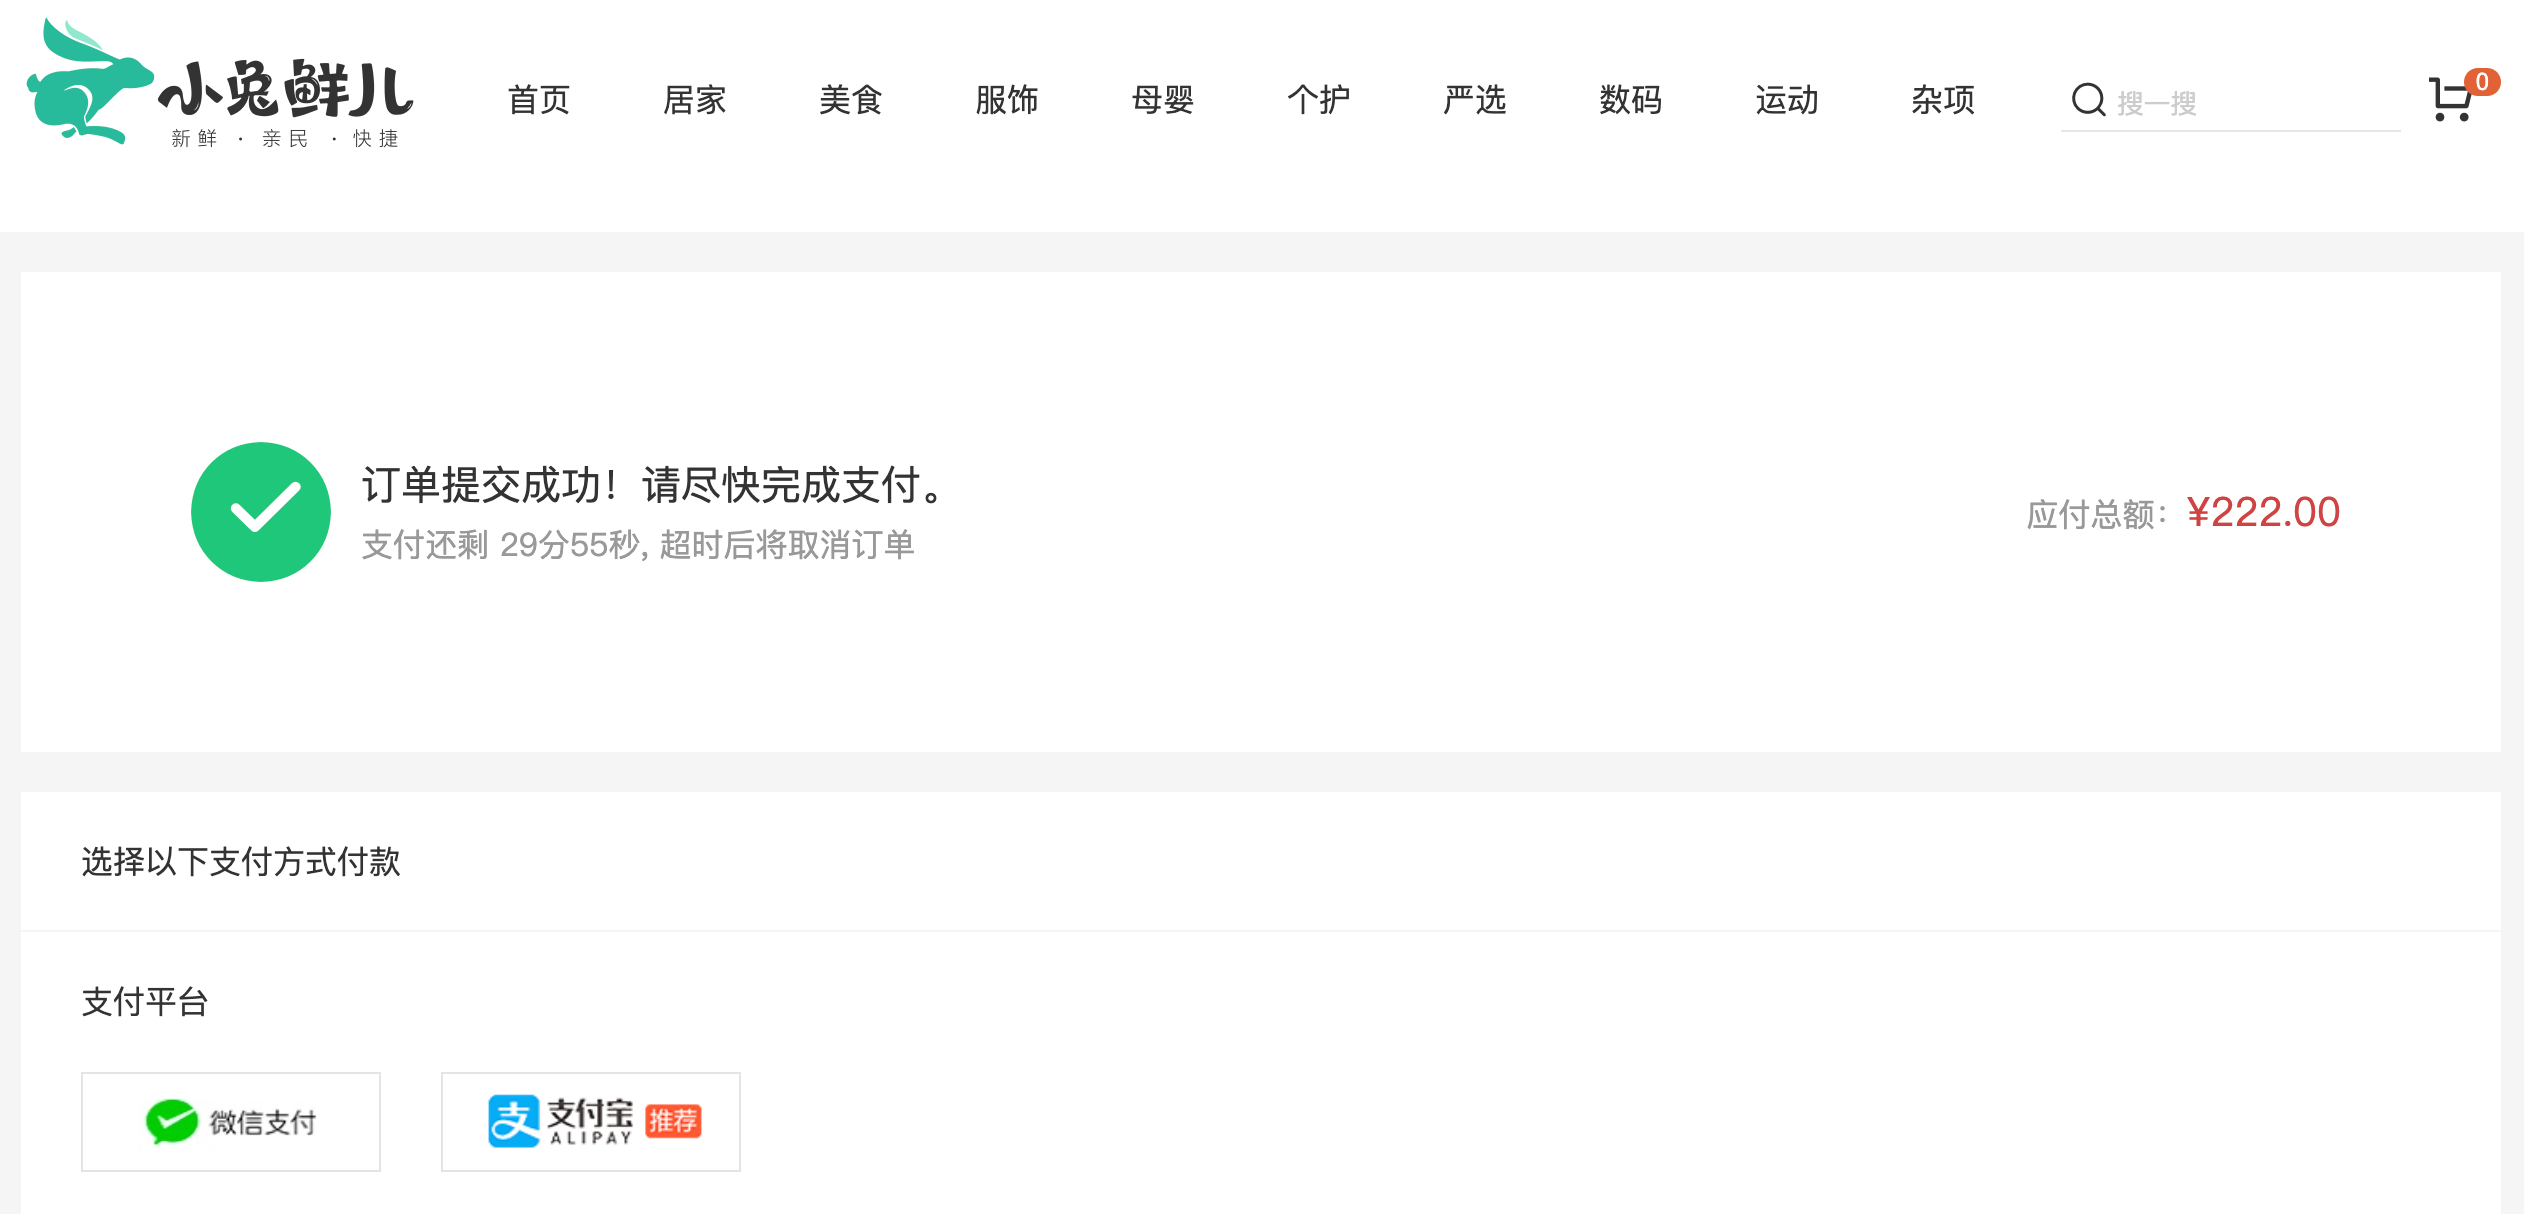 小兔鲜儿
新鲜 · 亲民 · 快捷
首页 居家 美食 服饰 母婴 个护 严选 数码 运动 杂项
搜一搜
0
订单提交成功！请尽快完成支付。
支付还剩 29分55秒, 超时后将取消订单
应付总额：¥222.00
选择以下支付方式付款
支付平台
微信支付
支 支付宝 推荐
ALIPAY